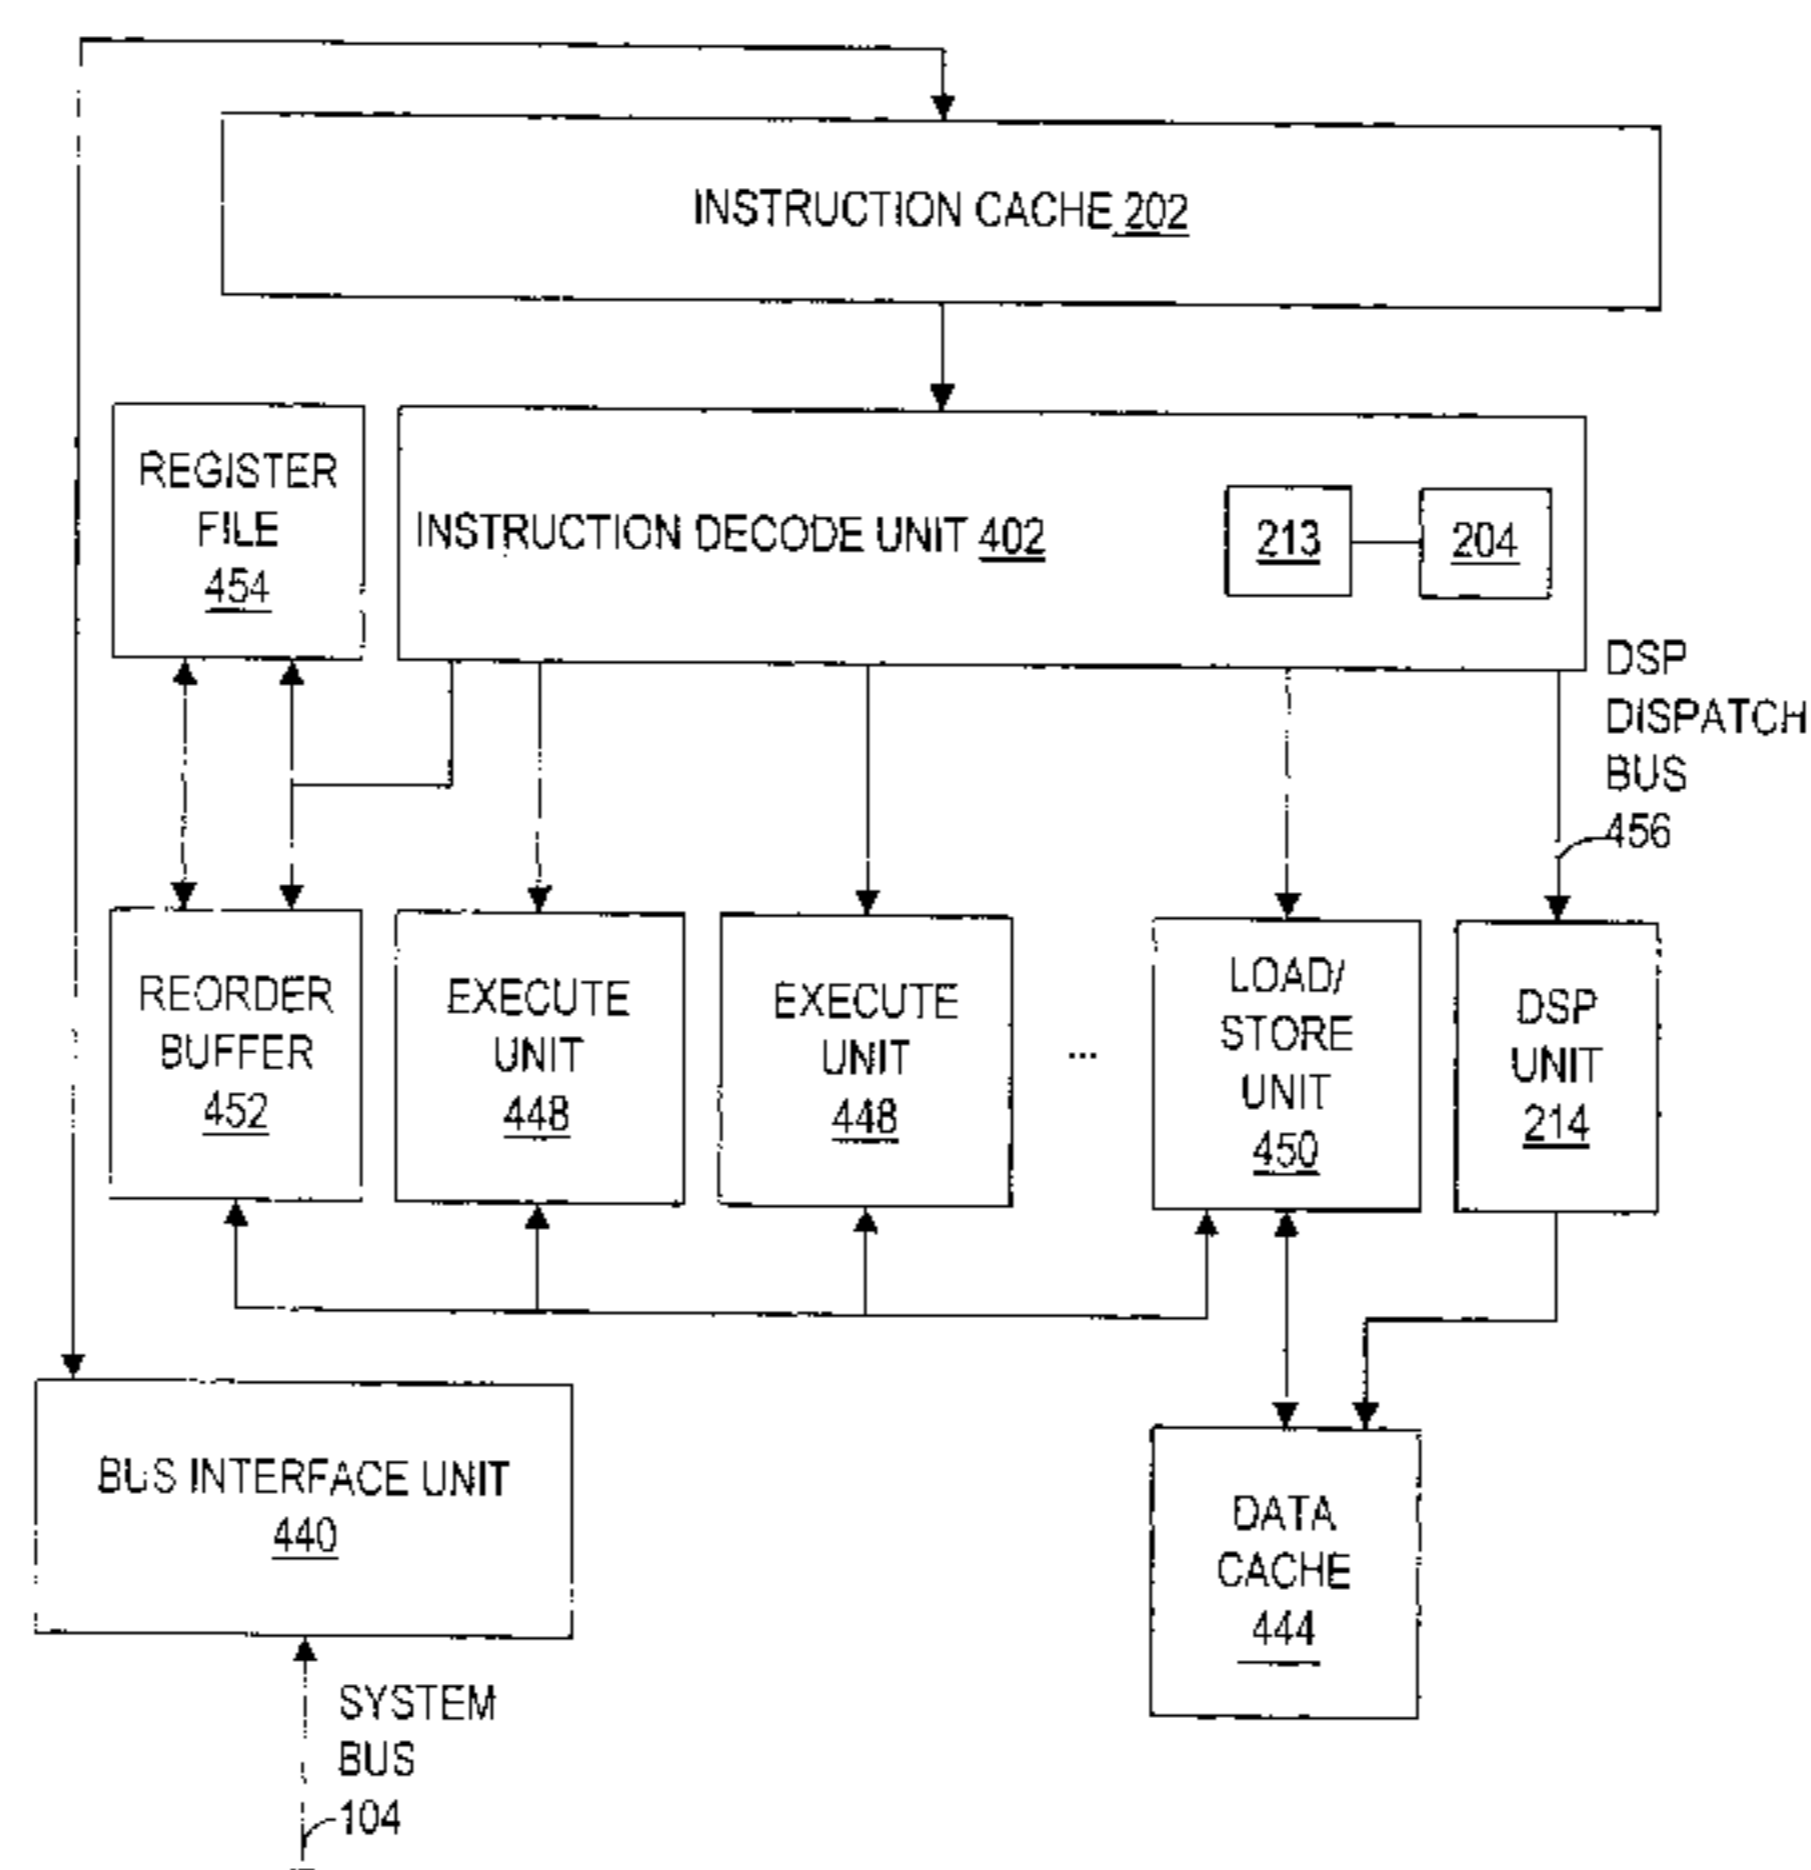 INSTRUCTION CACHE 202
REGISTER
FILE
454
INSTRUCTION DECODE UNIT 402
213
204
DSP
DISPATCH
BUS
456
REORDER
BUFFER
452
EXECUTE
UNIT
448
EXECUTE
UNIT
448
...
LOAD/
STORE
UNIT
450
DSP
UNIT
214
BUS INTERFACE UNIT
440
DATA
CACHE
444
SYSTEM
BUS
104